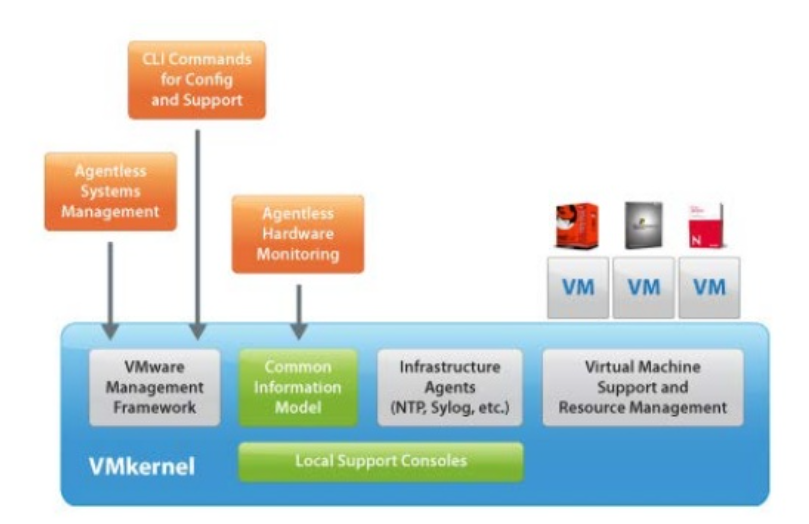 CLI Commands
for Config
and Support
Agentless
Systems
Management
Agentless
Hardware
Monitoring
N
VM
VM
VM
VMware
Management
Framework
Common
Information
Model
Infrastructure
Agents
(NTP, Sylog, etc.)
Virtual Machine
Support and
Resource Management
VMkernel
Local Support Consoles